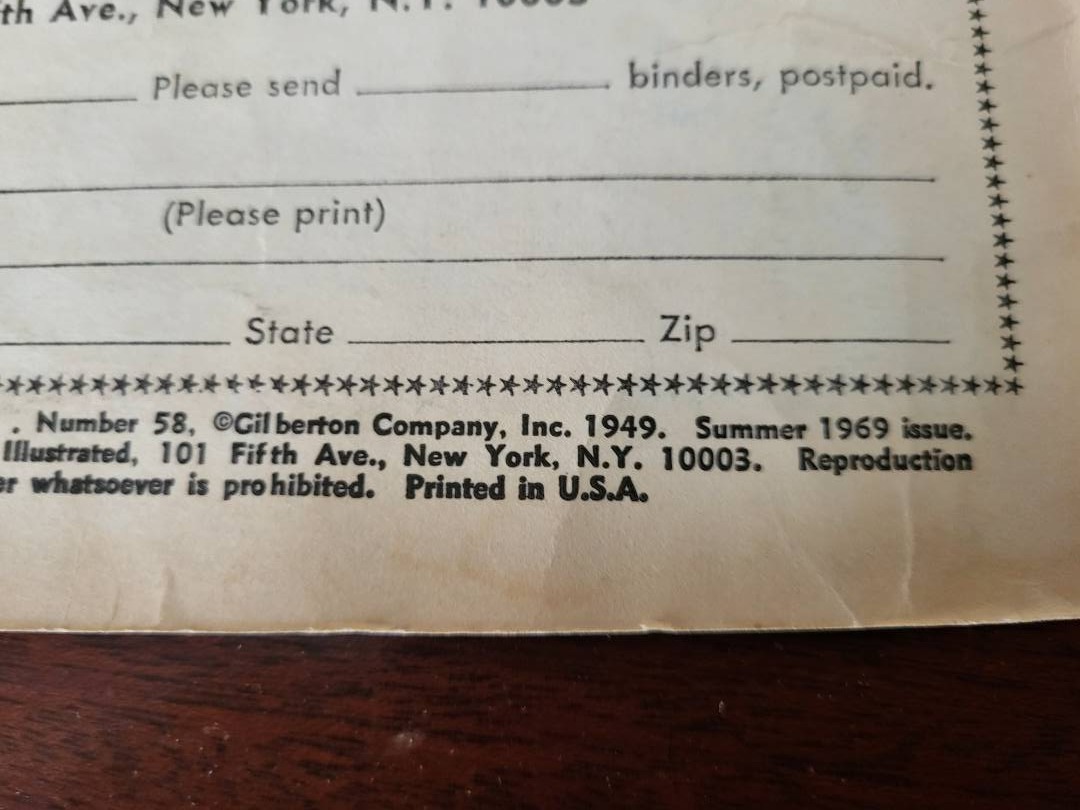 th Ave., New York, N.Y. 10003
Please send binders, postpaid.
(Please print)
State Zip
. Number 58, ©Gilberton Company, Inc. 1949. Summer 1969 issue.
Illustrated, 101 Fifth Ave., New York, N.Y. 10003. Reproduction
er whatsoever is prohibited. Printed in U.S.A.